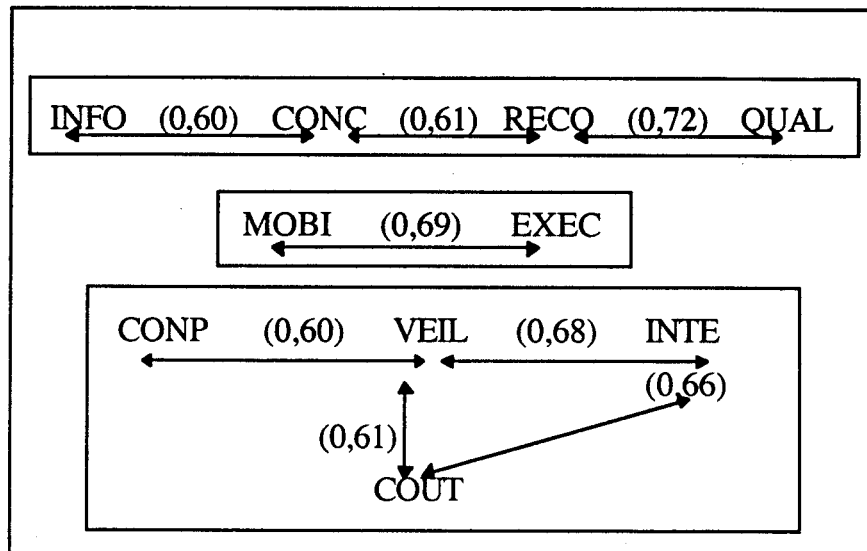 INFO (0,60) CONC (0,61) RECO (0,72) QUAL
MOBI (0,69) EXEC
CONP (0,60) VEIL (0,68) INTE
(0,66)
(0,61)
COUT